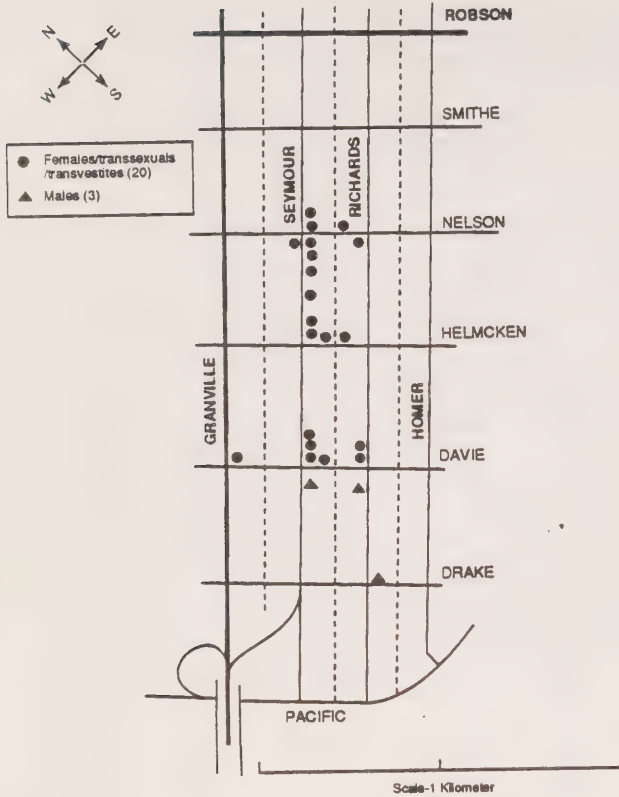 ROBSON
N
E
W
S
SMITHE
Females/transsexuals
/transvestites (20)
Males (3)
SEYMOUR
RICHARDS
NELSON
HELMCKEN
GRANVILLE
HOMER
DAVIE
DRAKE
PACIFIC
Scale-1 Kilometer